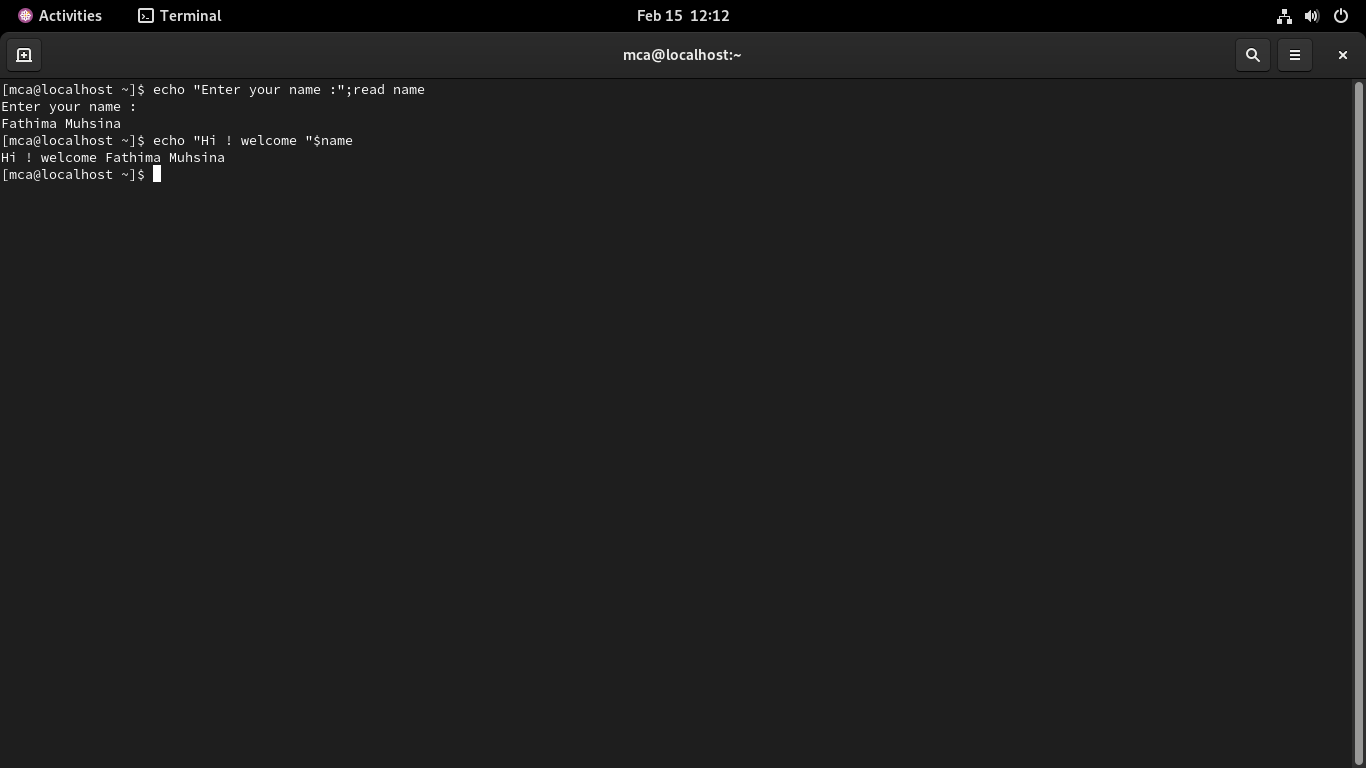 Activities Terminal Feb 15 12:12
mca@localhost:~
[mca@localhost ~]$ echo "Enter your name :";read name
Enter your name :
Fathima Muhsina
[mca@localhost ~]$ echo "Hi ! welcome "$name
Hi ! welcome Fathima Muhsina
[mca@localhost ~]$